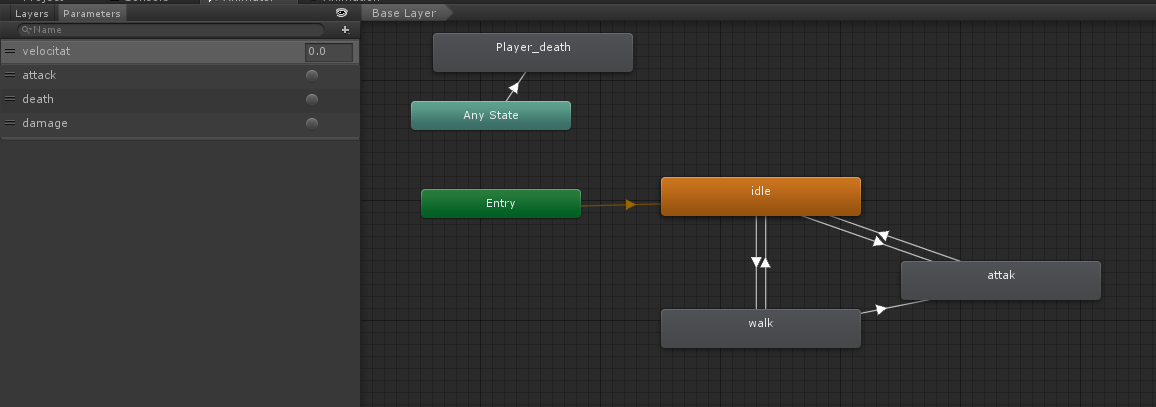 Layers Parameters
Base Layer
Name
velocitat 0.0
attack
death
damage
Player_death
Any State
Entry
idle
attak
walk